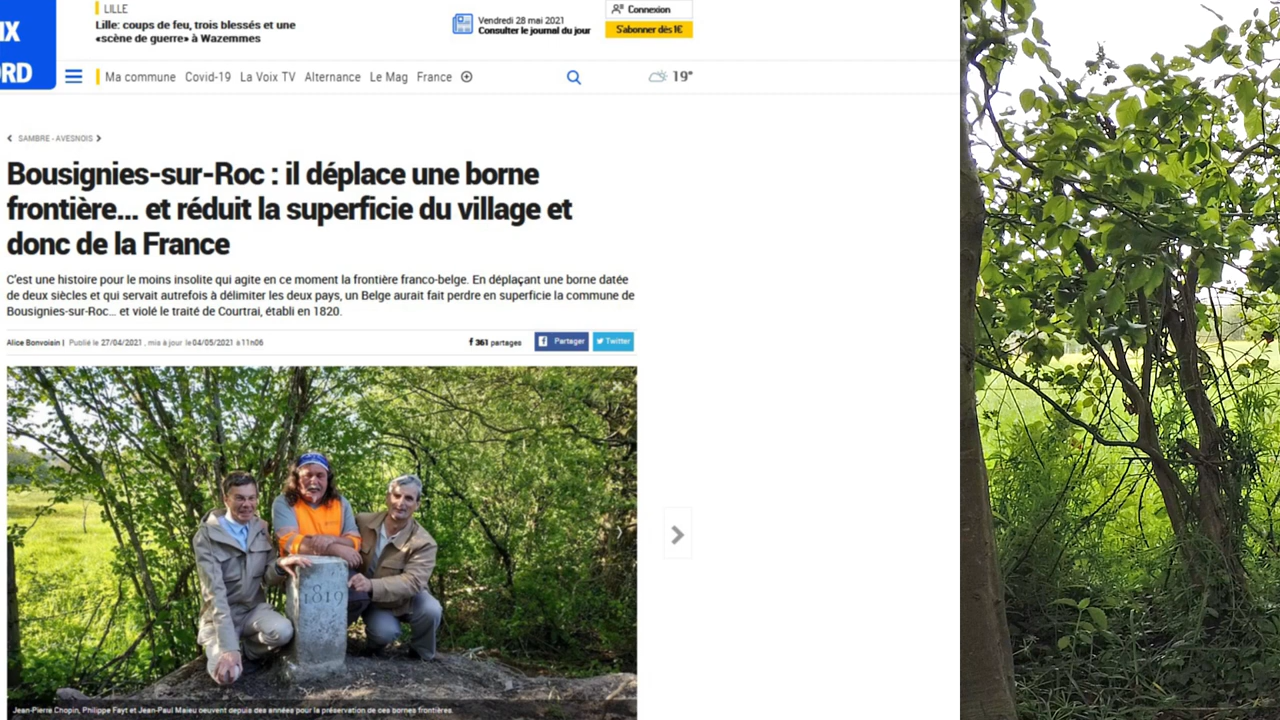 IX
ORD
LILLE
Lille: coups de feu, trois blessés et une
«scène de guerre» à Wazemmes
Vendredi 28 mai 2021
Consulter le journal du jour
Connexion
S'abonner dès 1€
Ma commune Covid-19 La Voix TV Alternance Le Mag France
19°
SAMBRE - AVESNOIS
Bousignies-sur-Roc : il déplace une borne
frontière... et réduit la superficie du village et
donc de la France
C'est une histoire pour le moins insolite qui agite en ce moment la frontière franco-belge. En déplaçant une borne datée
de deux siècles et qui servait autrefois à délimiter les deux pays, un Belge aurait fait perdre en superficie la commune de
Bousignies-sur-Roc... et violé le traité de Courtrai, établi en 1820.
Alice Bonvoisin | Publié le 27/04/2021 , mis à jour le 04/05/2021 à 11h06
361 partages
Partager
Twitter
1819
Jean-Pierre Chopin, Philippe Fayt et Jean-Paul Maieu oeuvent depuis des années pour la préservation de ces bornes frontières.